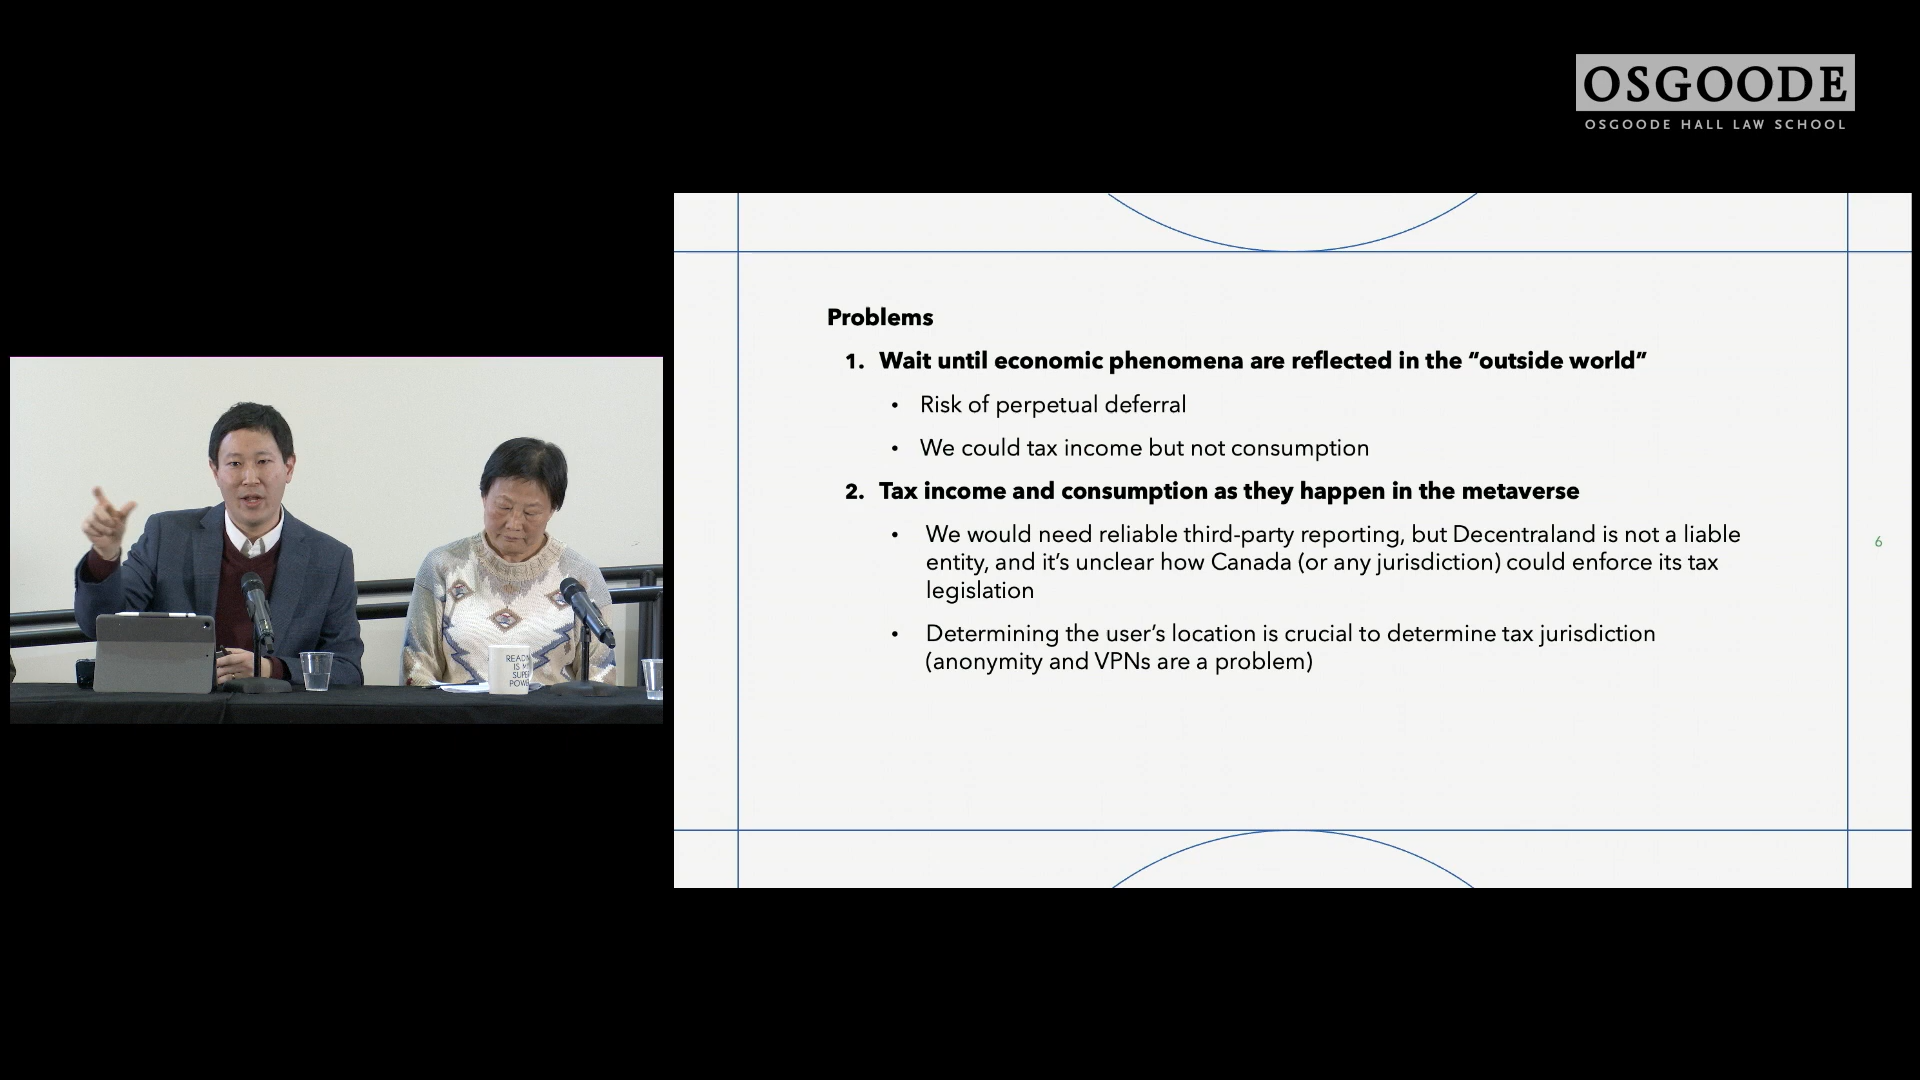 OSGOODE
OSGOODE HALL LAW SCHOOL
Problems
1. Wait until economic phenomena are reflected in the “outside world”
• Risk of perpetual deferral
• We could tax income but not consumption
2. Tax income and consumption as they happen in the metaverse
• We would need reliable third-party reporting, but Decentraland is not a liable
entity, and it’s unclear how Canada (or any jurisdiction) could enforce its tax
legislation
• Determining the user’s location is crucial to determine tax jurisdiction
(anonymity and VPNs are a problem)
6
IS
SUPER